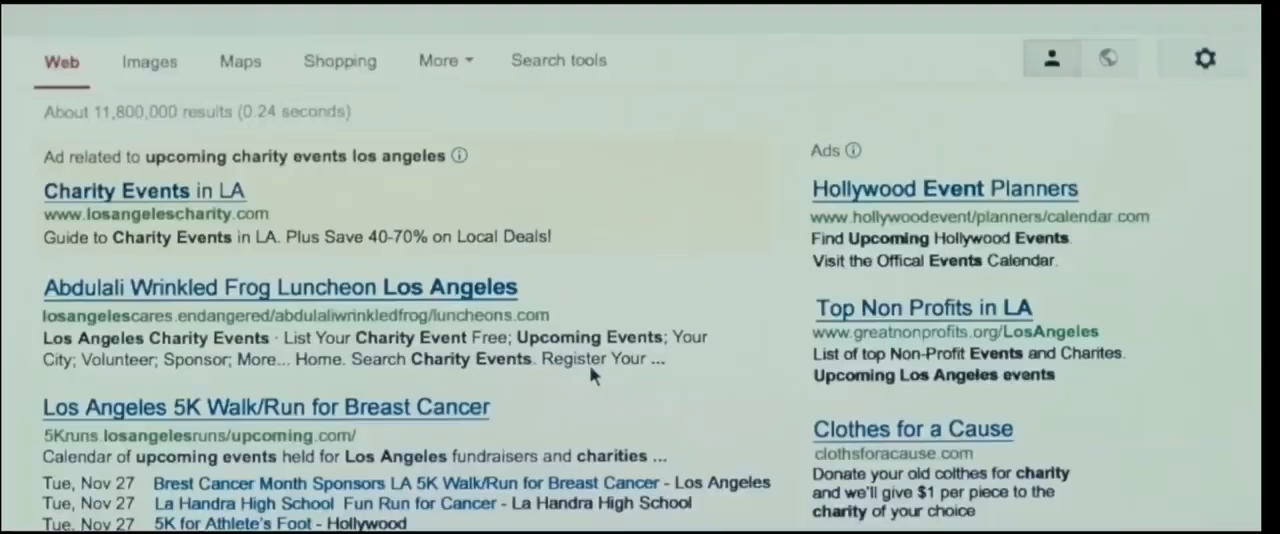 Web Images Maps Shopping More Search tools
About 11,800,000 results (0.24 seconds)
Ad related to upcoming charity events los angeles
Charity Events in LA
www.losangelescharity.com
Guide to Charity Events in LA. Plus Save 40-70% on Local Deals!
Abdulali Wrinkled Frog Luncheon Los Angeles
losangelescares.endangered/abdulaliwrinkledfrog/luncheons.com
Los Angeles Charity Events · List Your Charity Event Free; Upcoming Events; Your
City; Volunteer; Sponsor; More... Home. Search Charity Events. Register Your ...
Los Angeles 5K Walk/Run for Breast Cancer
5Kruns.losangelesruns/upcoming.com/
Calendar of upcoming events held for Los Angeles fundraisers and charities ...
Tue, Nov 27 Brest Cancer Month Sponsors LA 5K Walk/Run for Breast Cancer - Los Angeles
Tue, Nov 27 La Handra High School Fun Run for Cancer - La Handra High School
Tue, Nov 27 5K for Athlete's Foot - Hollywood
Ads
Hollywood Event Planners
www.hollywoodevent/planners/calendar.com
Find Upcoming Hollywood Events.
Visit the Offical Events Calendar.
Top Non Profits in LA
www.greatnonprofits.org/LosAngeles
List of top Non-Profit Events and Charites.
Upcoming Los Angeles events
Clothes for a Cause
clothsforacause.com
Donate your old colthes for charity
and we'll give $1 per piece to the
charity of your choice